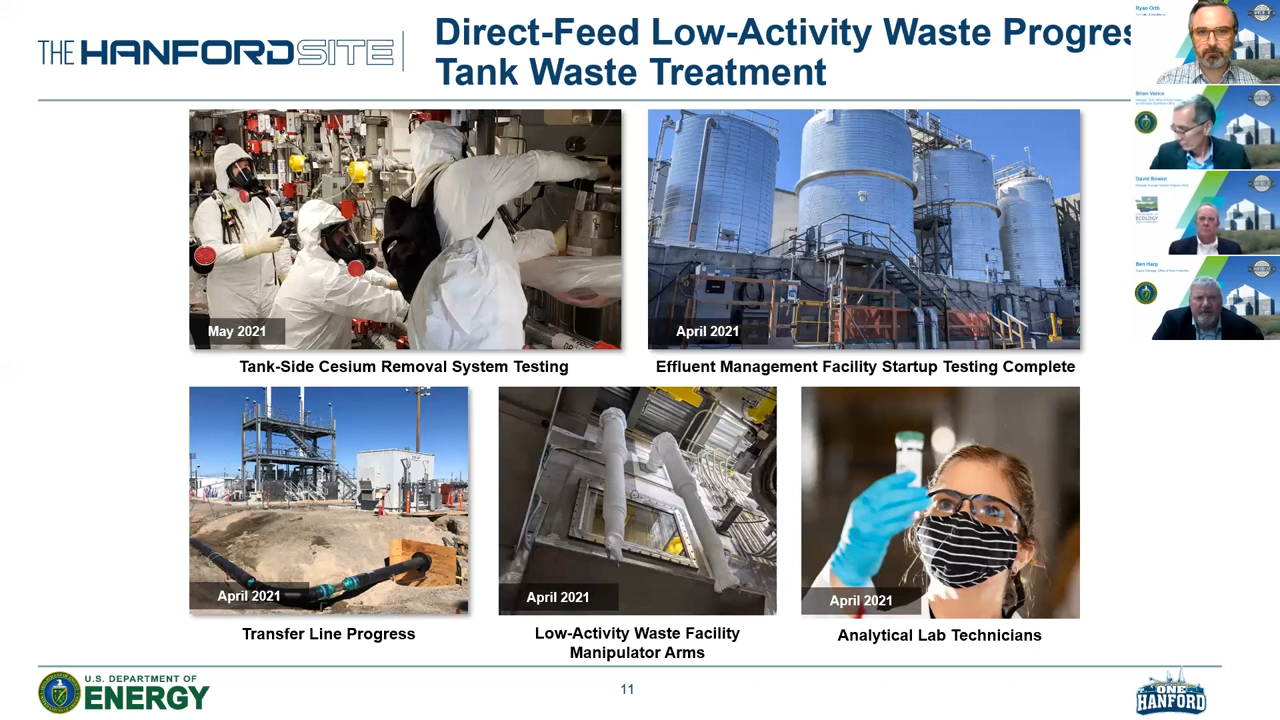 THE HANFORD SITE
Direct-Feed Low-Activity Waste Progres
Tank Waste Treatment
Ryan Orth
Brian Vance
David Bowen
ECOLOGY
Ben Harp
May 2021
April 2021
Tank-Side Cesium Removal System Testing
Effluent Management Facility Startup Testing Complete
April 2021
April 2021
April 2021
Transfer Line Progress
Low-Activity Waste Facility
Manipulator Arms
Analytical Lab Technicians
U.S. DEPARTMENT OF
ENERGY
11
ONE
HANFORD